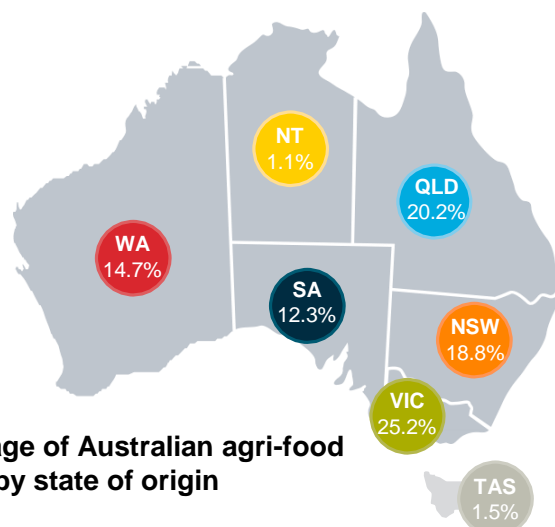 NT
1.1%
QLD
20.2%
WA
14.7%
SA
12.3%
NSW
18.8%
VIC
25.2%
of Australian agri-food
by state of origin
TAS
1.5%